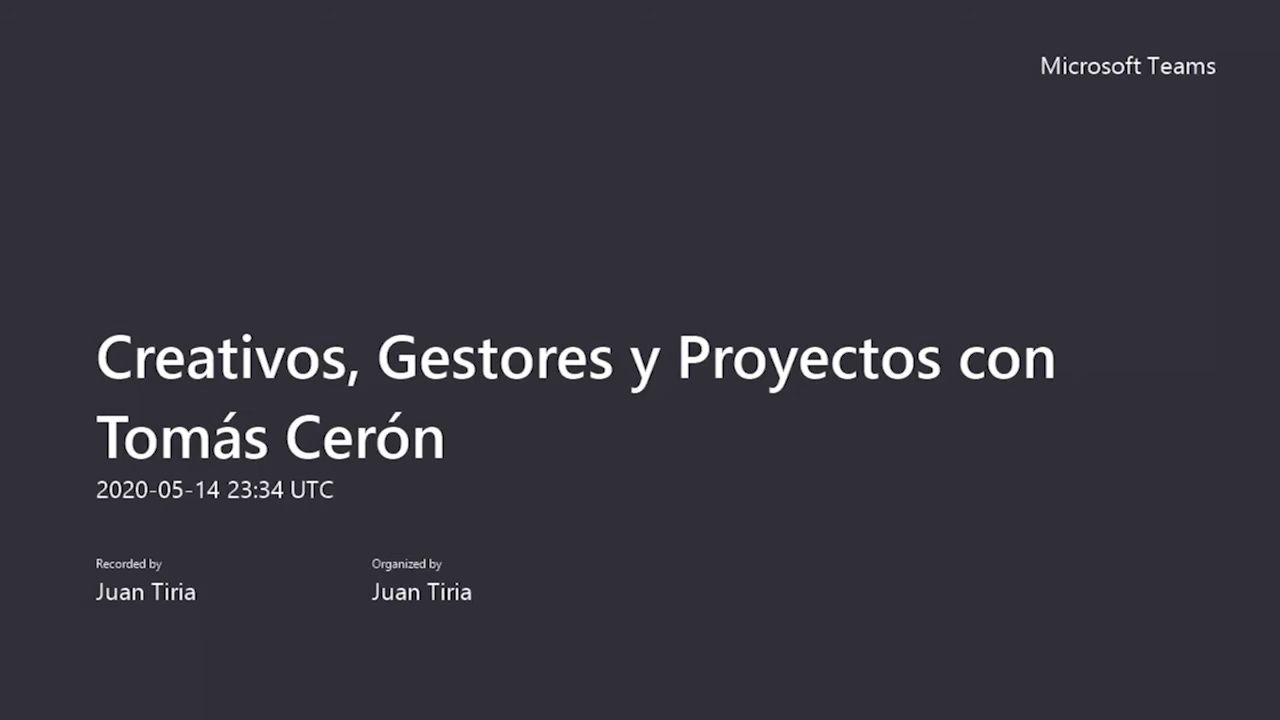 Microsoft Teams
Creativos, Gestores y Proyectos con
Tomás Cerón
2020-05-14 23:34 UTC
Recorded by
Juan Tiria
Organized by
Juan Tiria